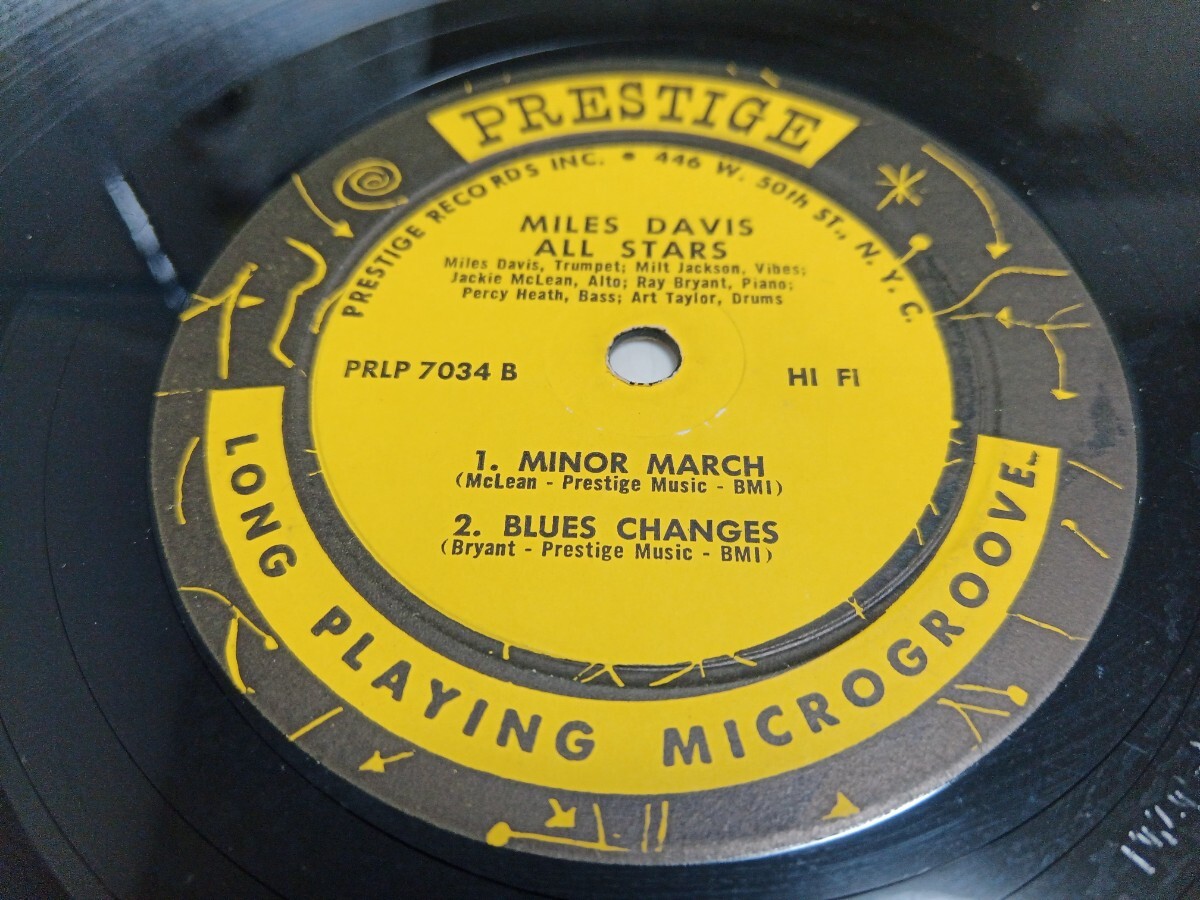 PRESTIGE
PRESTIGE RECORDS INC. • 446 W. 50th ST., N. Y. C.
MILES DAVIS
ALL STARS
Miles Davis, Trumpet; Milt Jackson, Vibes;
Jackie McLean, Alto; Ray Bryant, Piano;
Percy Heath, Bass; Art Taylor, Drums
PRLP 7034 B
HI FI
1. MINOR MARCH
(McLean - Prestige Music - BMI)
2. BLUES CHANGES
(Bryant - Prestige Music - BMI)
LONG PLAYING MICROGROOVE